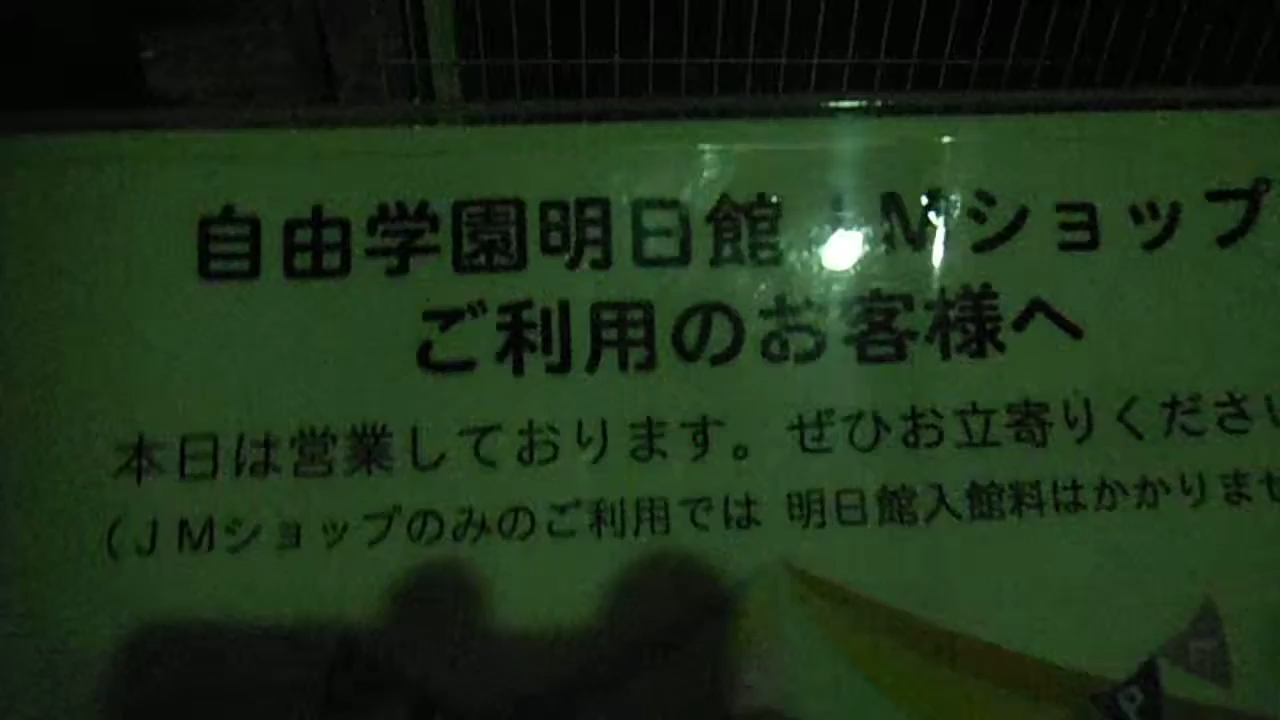 自由学園明日館 JMショップ
ご利用のお客様へ
本日は営業しております。ぜひお立寄りくださ
(JMショップのみのご利用では 明日館入館料はかかりませ
P